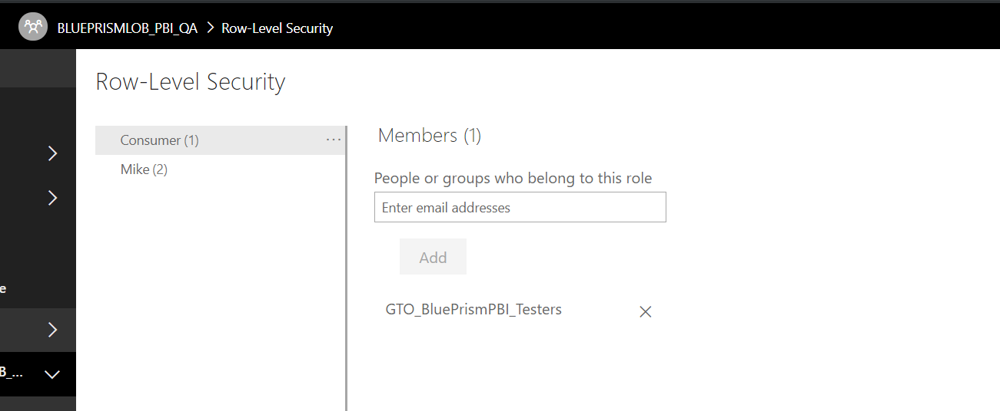 BLUEPRISMLOB_PBI_QA > Row-Level Security
Row-Level Security
Consumer (1) ...
Mike (2)
Members (1)
People or groups who belong to this role
Enter email addresses
Add
GTO_BluePrismPBI_Testers
e
B_...